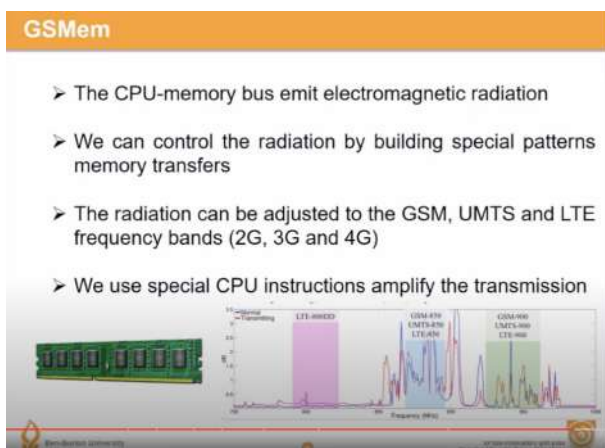 GSMem
➤ The CPU-memory bus emit electromagnetic radiation
➤ We can control the radiation by building special patterns
memory transfers
➤ The radiation can be adjusted to the GSM, UMTS and LTE
frequency bands (2G, 3G and 4G)
➤ We use special CPU instructions amplify the transmission
Normal
Transmitting
LTE-800DD
GSM-850
UMTS-850
LTE-850
GSM-900
UMTS-900
LTE-900
Frequency (MHz)
Ben-Gurion University